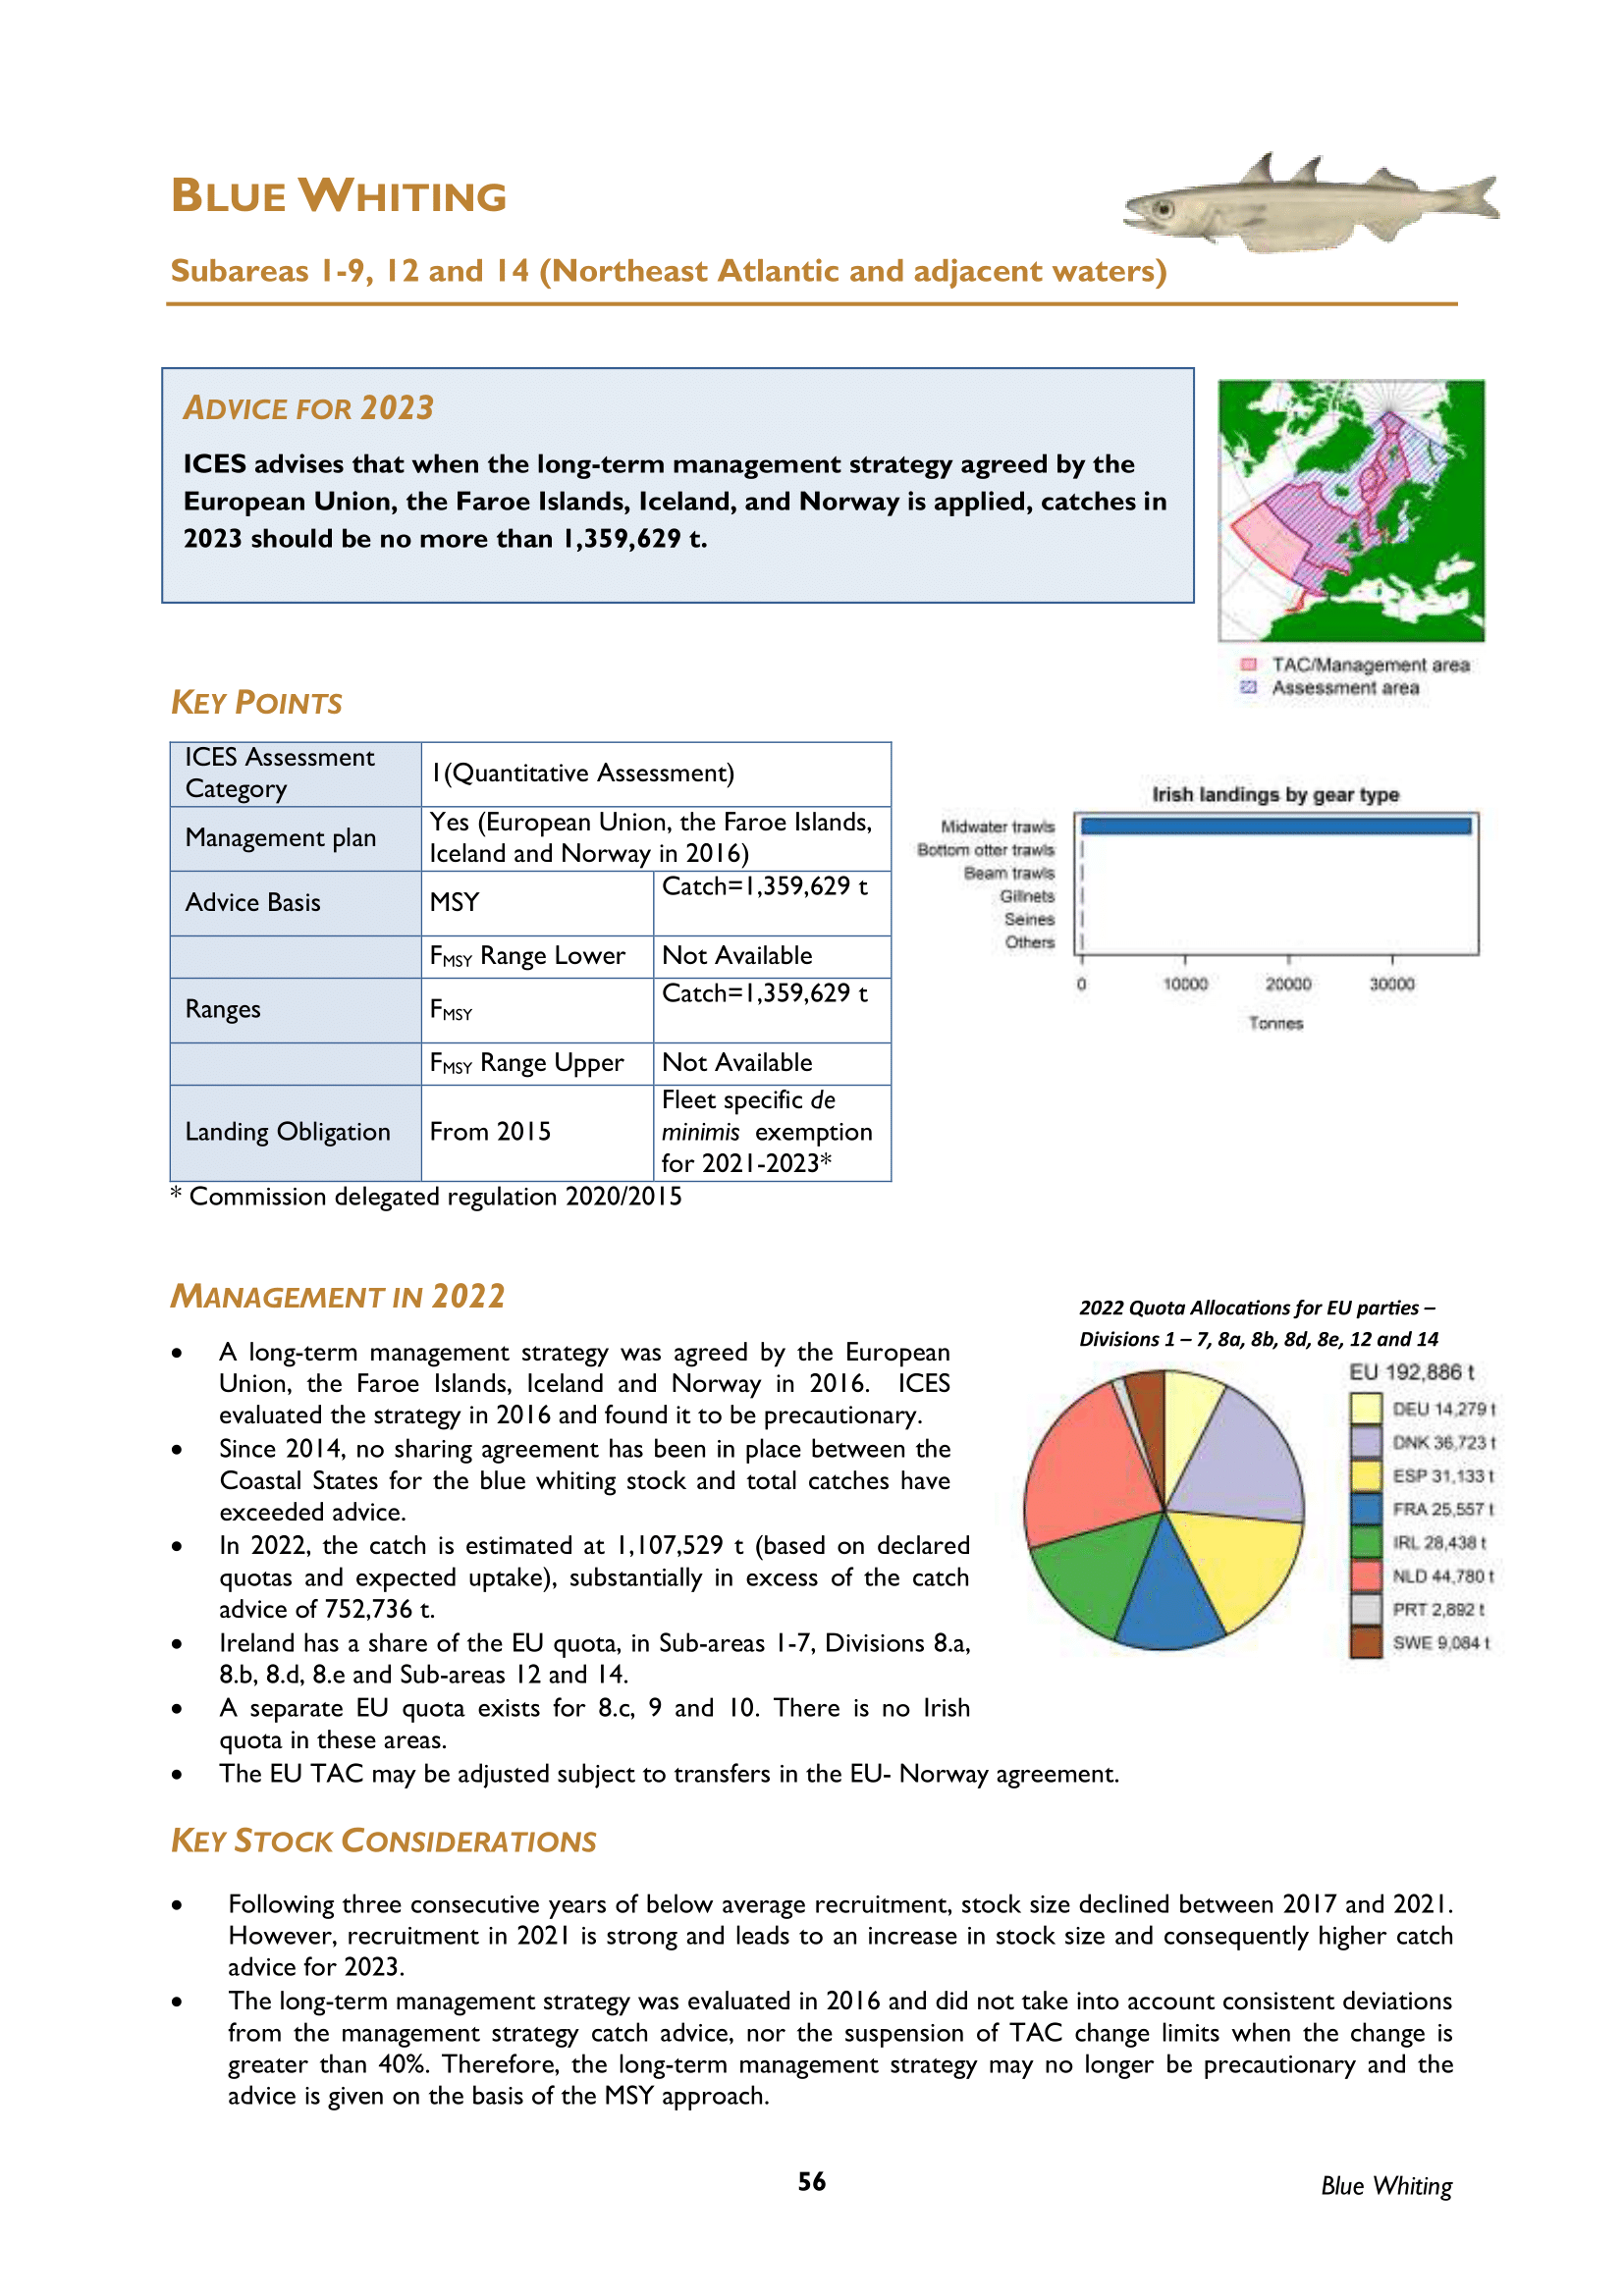 BLUE WHITING
Subareas 1-9, 12 and 14 (Northeast Atlantic and adjacent waters)
ADVICE FOR 2023
ICES advises that when the long-term management strategy agreed by the
European Union, the Faroe Islands, Iceland, and Norway is applied, catches in
2023 should be no more than 1,359,629 t.
TAC/Management area
Assessment area
KEY POINTS
ICES Assessment
Category
1(Quantitative Assessment)
Management plan
Yes (European Union, the Faroe Islands,
Iceland and Norway in 2016)
Advice Basis
MSY
Catch=1,359,629 t
FMSY Range Lower
Not Available
Ranges
FMSY
Catch=1,359,629 t
FMSY Range Upper
Not Available
Landing Obligation
From 2015
Fleet specific de
minimis exemption
for 2021-2023*
* Commission delegated regulation 2020/2015
Irish landings by gear type
Midwater trawls
Bottom otter trawls
Beam trawls
Gillnets
Seines
Others
0 10000 20000 30000
Tonnes
MANAGEMENT IN 2022
• A long-term management strategy was agreed by the European
Union, the Faroe Islands, Iceland and Norway in 2016. ICES
evaluated the strategy in 2016 and found it to be precautionary.
• Since 2014, no sharing agreement has been in place between the
Coastal States for the blue whiting stock and total catches have
exceeded advice.
• In 2022, the catch is estimated at 1,107,529 t (based on declared
quotas and expected uptake), substantially in excess of the catch
advice of 752,736 t.
• Ireland has a share of the EU quota, in Sub-areas 1-7, Divisions 8.a,
8.b, 8.d, 8.e and Sub-areas 12 and 14.
• A separate EU quota exists for 8.c, 9 and 10. There is no Irish
quota in these areas.
• The EU TAC may be adjusted subject to transfers in the EU- Norway agreement.
2022 Quota Allocations for EU parties –
Divisions 1 – 7, 8a, 8b, 8d, 8e, 12 and 14
EU 192,886 t
DEU 14,279 t
DNK 36,723 t
ESP 31,133 t
FRA 25,557 t
IRL 28,438 t
NLD 44,780 t
PRT 2,892 t
SWE 9,084 t
KEY STOCK CONSIDERATIONS
• Following three consecutive years of below average recruitment, stock size declined between 2017 and 2021.
However, recruitment in 2021 is strong and leads to an increase in stock size and consequently higher catch
advice for 2023.
• The long-term management strategy was evaluated in 2016 and did not take into account consistent deviations
from the management strategy catch advice, nor the suspension of TAC change limits when the change is
greater than 40%. Therefore, the long-term management strategy may no longer be precautionary and the
advice is given on the basis of the MSY approach.
56
Blue Whiting